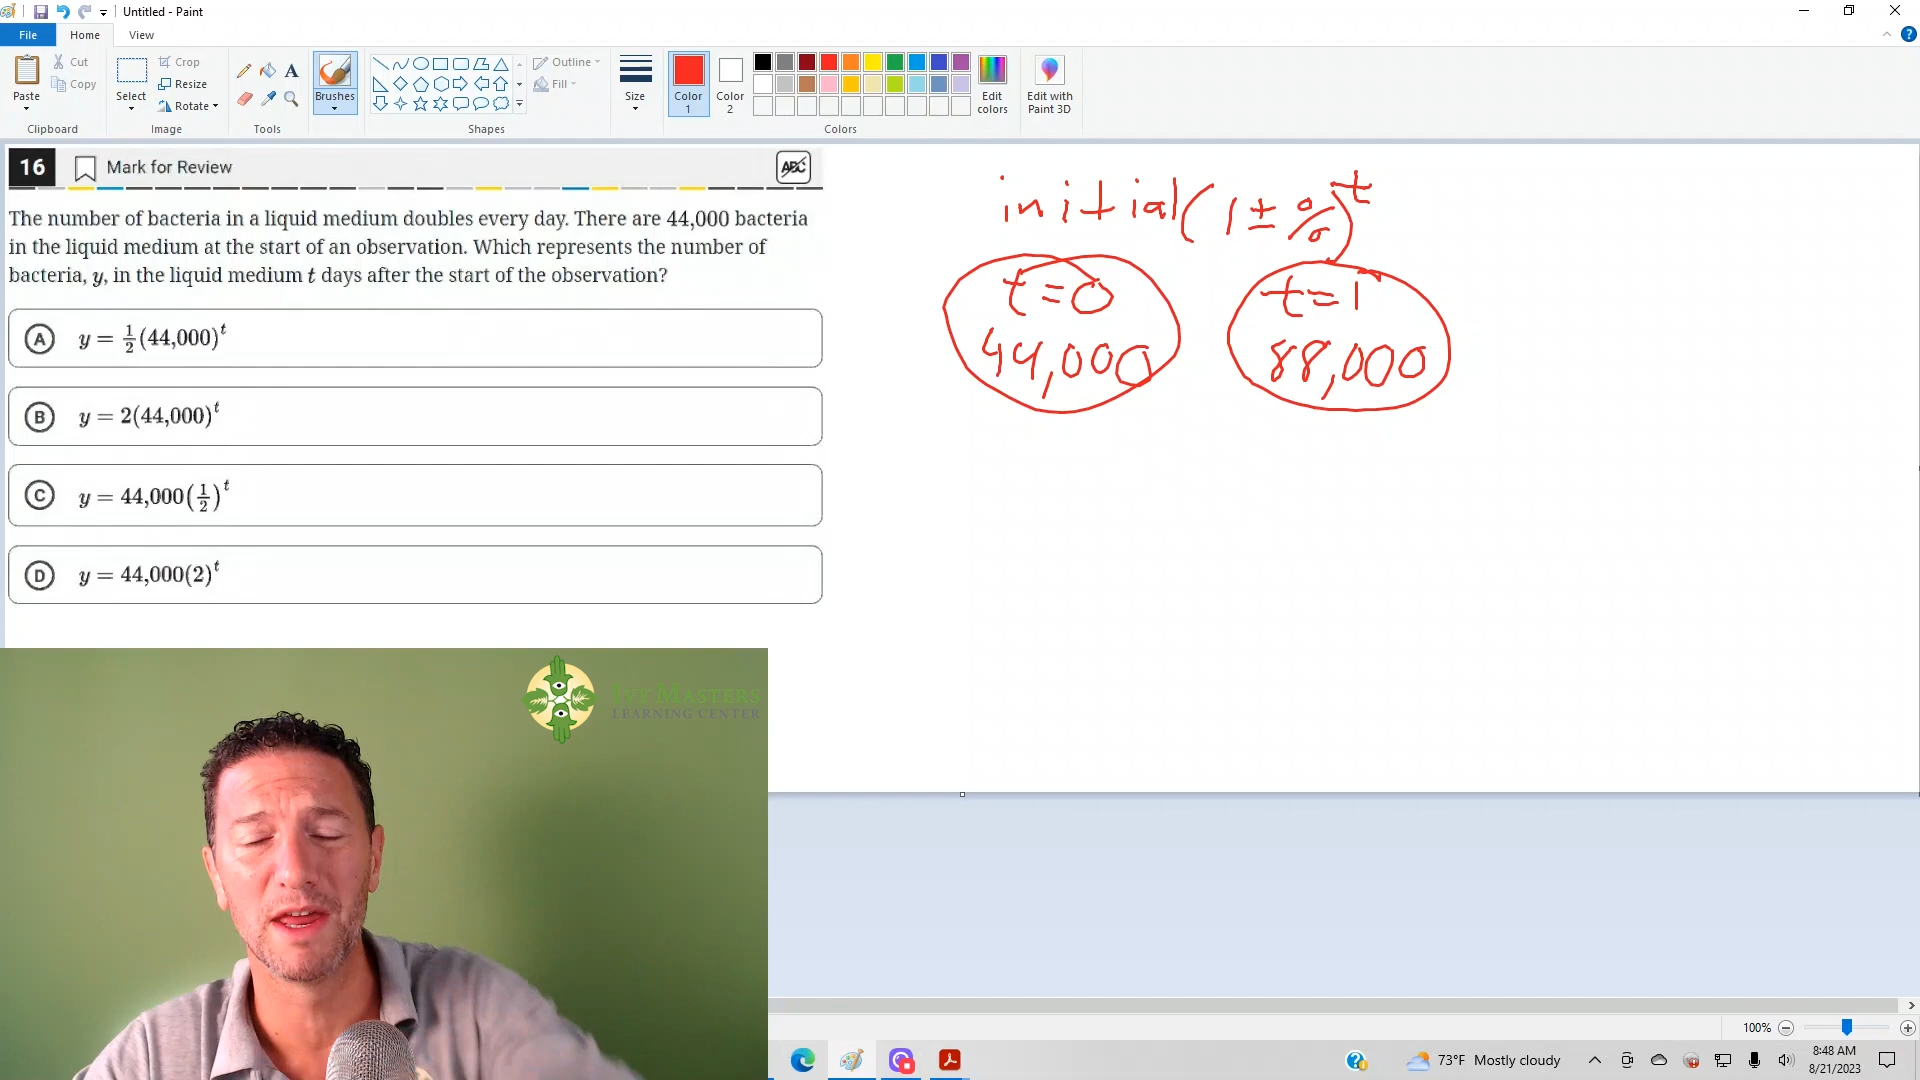 Untitled - Paint
File Home View
Paste Cut Copy Clipboard
Select Crop Resize Rotate Image
A Tools
Brushes
Shapes Outline Fill
Size
Color 1 Color 2 Colors
Edit colors
Edit with Paint 3D
?
16 Mark for Review ABC
The number of bacteria in a liquid medium doubles every day. There are 44,000 bacteria
in the liquid medium at the start of an observation. Which represents the number of
bacteria, y, in the liquid medium t days after the start of the observation?
A y = 1/2(44,000)^t
B y = 2(44,000)^t
C y = 44,000(1/2)^t
D y = 44,000(2)^t
initial(1 ± %)^t
t=0 t=1
44,000 88,000
IVY MASTERS
LEARNING CENTER
100%
73°F Mostly cloudy
8:48 AM
8/21/2023